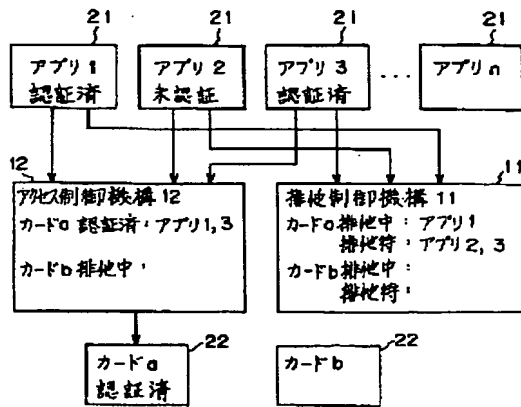 21 21 21 21
アプリ1 認証済
アプリ2 未認証
アプリ3 認証済
...
アプリn
12
アクセス制御機構12
カードa 認証済：アプリ1,3
カードb 排他中：
11
排他制御機構11
カードa 排他中：アプリ1
排他待：アプリ2,3
カードb 排他中：
排他待：
22
カードa
認証済
22
カードb